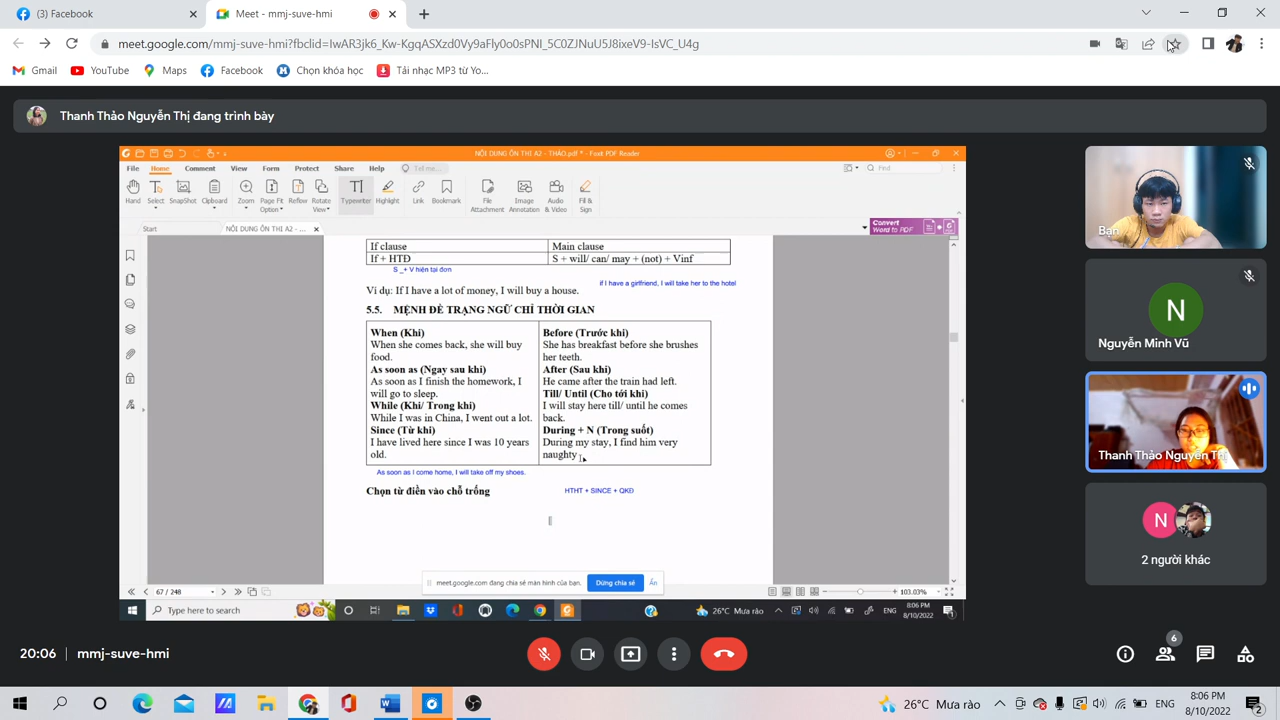 (3) Facebook
Meet - mmj-suve-hmi
meet.google.com/mmj-suve-hmi?fbclid=IwAR3jk6_Kw-KgqASXzd0Vy9aFly0o0sPNI_5C0ZJNuU5J8ixeV9-IsVC_U4g
Gmail YouTube Maps Facebook Chọn khóa học Tải nhạc MP3 từ Yo...
Thanh Thảo Nguyễn Thị đang trình bày
NỘI DUNG ÔN THI A2 - THẢO.pdf * - Foxit PDF Reader
File Home Comment View Form Protect Share Help Tell me... Find
Hand Select SnapShot Clipboard Zoom Page Fit Option Reflow Rotate View Typewriter Highlight Link Bookmark File Attachment Image Annotation Audio & Video Fill & Sign
Start NỘI DUNG ÔN THI A2 - ... Convert Word to PDF
If clause Main clause
If + HTĐ S + will/ can/ may + (not) + Vinf
S _+ V hiện tại đơn
if I have a girlfriend, I will take her to the hotel
Ví dụ: If I have a lot of money, I will buy a house.
5.5. MỆNH ĐỀ TRẠNG NGỮ CHỈ THỜI GIAN
When (Khi)
When she comes back, she will buy
food.
As soon as (Ngay sau khi)
As soon as I finish the homework, I
will go to sleep.
While (Khi/ Trong khi)
While I was in China, I went out a lot.
Since (Từ khi)
I have lived here since I was 10 years
old.
Before (Trước khi)
She has breakfast before she brushes
her teeth.
After (Sau khi)
He came after the train had left.
Till/ Until (Cho tới khi)
I will stay here till/ until he comes
back.
During + N (Trong suốt)
During my stay, I find him very
naughty
As soon as I come home, I will take off my shoes.
Chọn từ điền vào chỗ trống
HTHT + SINCE + QKĐ
meet.google.com đang chia sẻ màn hình của bạn. Dừng chia sẻ Ẩn
67 / 248 103.03%
Type here to search
26°C Mưa rào ENG 8:06 PM
8/10/2022
Bạn
Nguyễn Minh Vũ
N
Thanh Thảo Nguyễn Thị
N
2 người khác
20:06 mmj-suve-hmi
6
26°C Mưa rào ENG 8:06 PM
8/10/2022
2